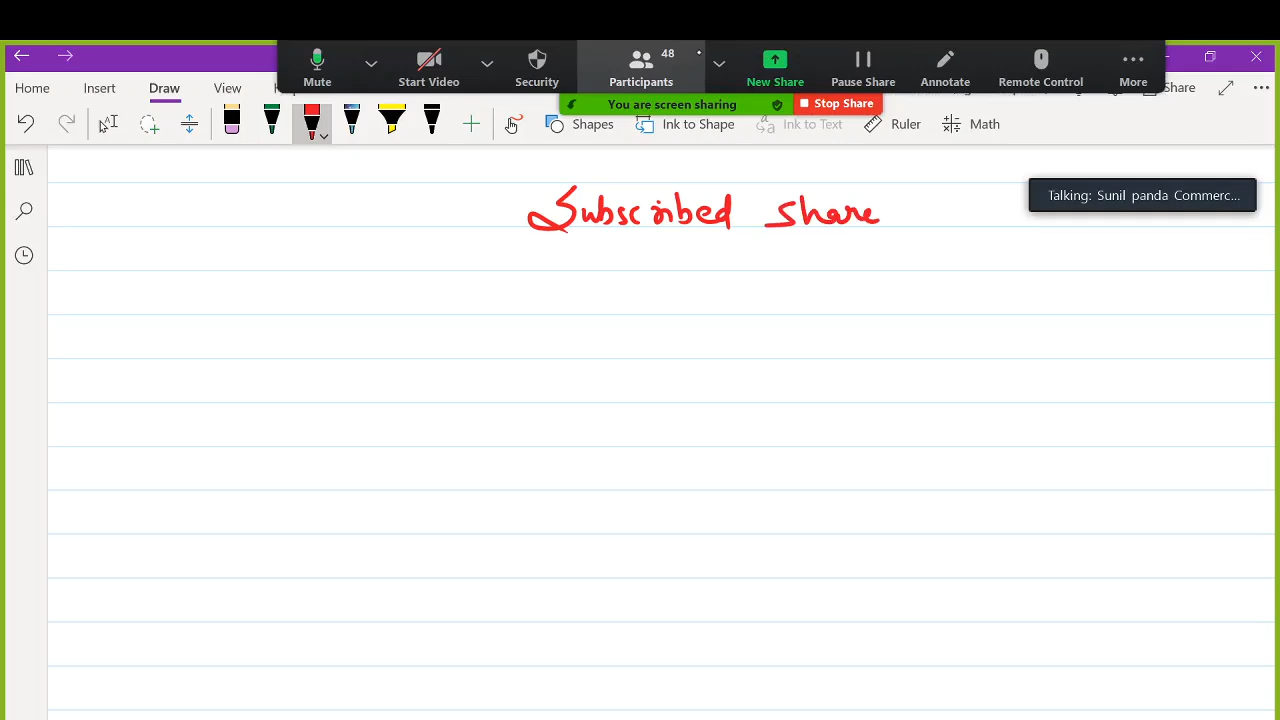 48
Mute
Start Video
Security
Participants
New Share
Pause Share
Annotate
Remote Control
More
You are screen sharing
Stop Share
Home
Insert
Draw
View
Share
Shapes
Ink to Shape
Ink to Text
Ruler
Math
Talking: Sunil panda Commerc...
Subscribed share